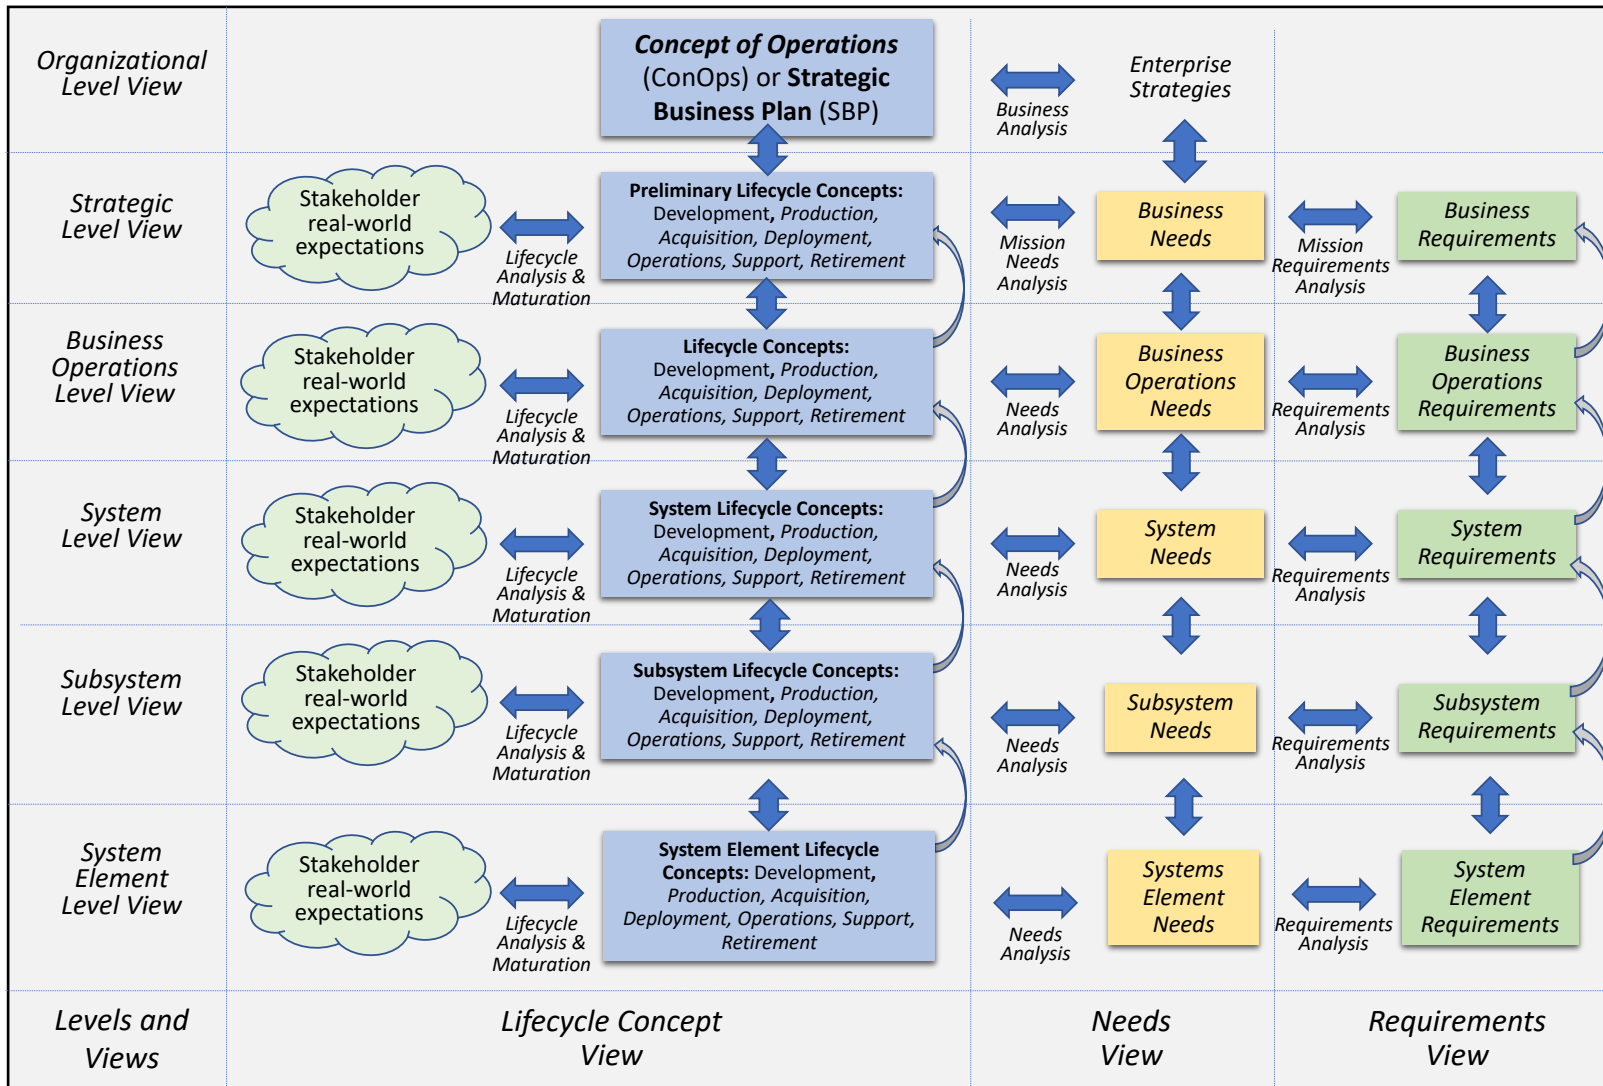 Organizational
Level View
Concept of Operations
(ConOps) or Strategic
Business Plan (SBP)
Business
Analysis
Enterprise
Strategies
Strategic
Level View
Stakeholder
real-world
expectations
Lifecycle
Analysis &
Maturation
Preliminary Lifecycle Concepts:
Development, Production,
Acquisition, Deployment,
Operations, Support, Retirement
Mission
Needs
Analysis
Business
Needs
Mission
Requirements
Analysis
Business
Requirements
Business
Operations
Level View
Stakeholder
real-world
expectations
Lifecycle
Analysis &
Maturation
Lifecycle Concepts:
Development, Production,
Acquisition, Deployment,
Operations, Support, Retirement
Needs
Analysis
Business
Operations
Needs
Requirements
Analysis
Business
Operations
Requirements
System
Level View
Stakeholder
real-world
expectations
Lifecycle
Analysis &
Maturation
System Lifecycle Concepts:
Development, Production,
Acquisition, Deployment,
Operations, Support, Retirement
Needs
Analysis
System
Needs
Requirements
Analysis
System
Requirements
Subsystem
Level View
Stakeholder
real-world
expectations
Lifecycle
Analysis &
Maturation
Subsystem Lifecycle Concepts:
Development, Production,
Acquisition, Deployment,
Operations, Support, Retirement
Needs
Analysis
Subsystem
Needs
Requirements
Analysis
Subsystem
Requirements
System
Element
Level View
Stakeholder
real-world
expectations
Lifecycle
Analysis &
Maturation
System Element Lifecycle
Concepts: Development,
Production, Acquisition,
Deployment, Operations, Support,
Retirement
Needs
Analysis
Systems
Element
Needs
Requirements
Analysis
System
Element
Requirements
Levels and
Views
Lifecycle Concept
View
Needs
View
Requirements
View